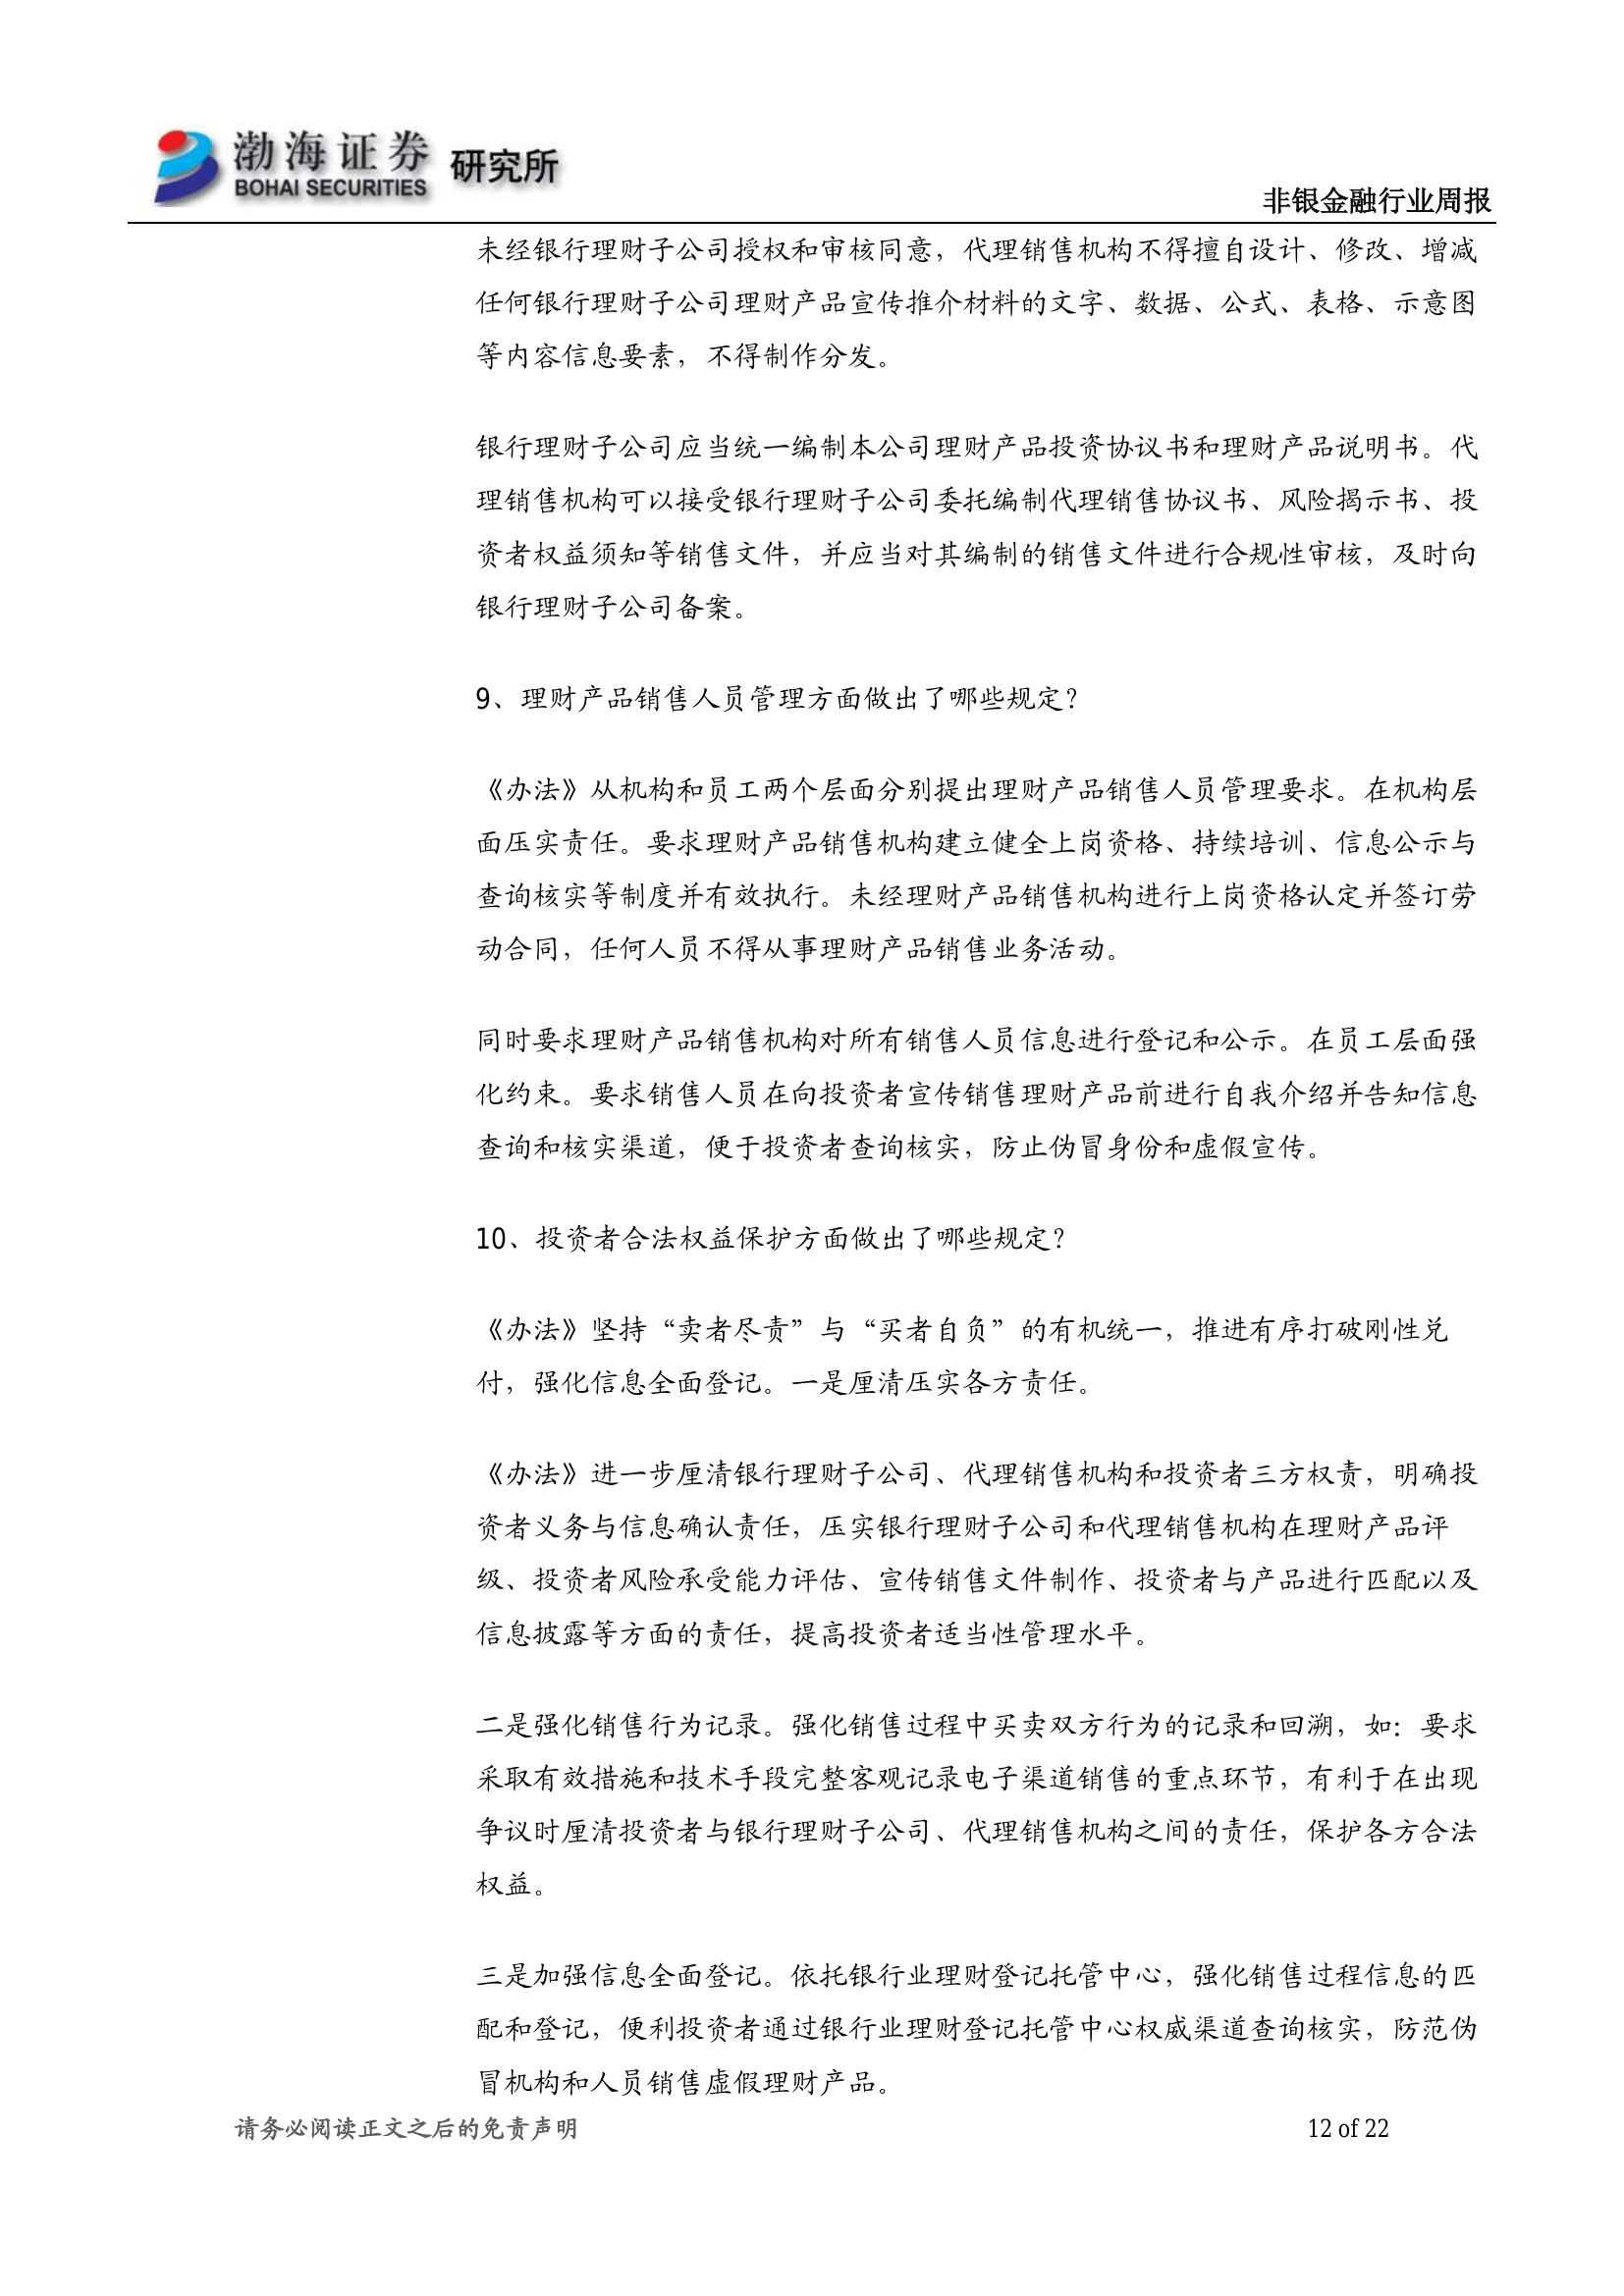 渤海证券 研究所
BOHAI SECURITIES
非银金融行业周报
未经银行理财子公司授权和审核同意，代理销售机构不得擅自设计、修改、增减
任何银行理财子公司理财产品宣传推介材料的文字、数据、公式、表格、示意图
等内容信息要素，不得制作分发。
银行理财子公司应当统一编制本公司理财产品投资协议书和理财产品说明书。代
理销售机构可以接受银行理财子公司委托编制代理销售协议书、风险揭示书、投
资者权益须知等销售文件，并应当对其编制的销售文件进行合规性审核，及时向
银行理财子公司备案。
9、理财产品销售人员管理方面做出了哪些规定？
《办法》从机构和员工两个层面分别提出理财产品销售人员管理要求。在机构层
面压实责任。要求理财产品销售机构建立健全上岗资格、持续培训、信息公示与
查询核实等制度并有效执行。未经理财产品销售机构进行上岗资格认定并签订劳
动合同，任何人员不得从事理财产品销售业务活动。
同时要求理财产品销售机构对所有销售人员信息进行登记和公示。在员工层面强
化约束。要求销售人员在向投资者宣传销售理财产品前进行自我介绍并告知信息
查询和核实渠道，便于投资者查询核实，防止伪冒身份和虚假宣传。
10、投资者合法权益保护方面做出了哪些规定？
《办法》坚持“卖者尽责”与“买者自负”的有机统一，推进有序打破刚性兑
付，强化信息全面登记。一是厘清压实各方责任。
《办法》进一步厘清银行理财子公司、代理销售机构和投资者三方权责，明确投
资者义务与信息确认责任，压实银行理财子公司和代理销售机构在理财产品评
级、投资者风险承受能力评估、宣传销售文件制作、投资者与产品进行匹配以及
信息披露等方面的责任，提高投资者适当性管理水平。
二是强化销售行为记录。强化销售过程中买卖双方行为的记录和回溯，如：要求
采取有效措施和技术手段完整客观记录电子渠道销售的重点环节，有利于在出现
争议时厘清投资者与银行理财子公司、代理销售机构之间的责任，保护各方合法
权益。
三是加强信息全面登记。依托银行业理财登记托管中心，强化销售过程信息的匹
配和登记，便利投资者通过银行业理财登记托管中心权威渠道查询核实，防范伪
冒机构和人员销售虚假理财产品。
请务必阅读正文之后的免责声明 12 of 22